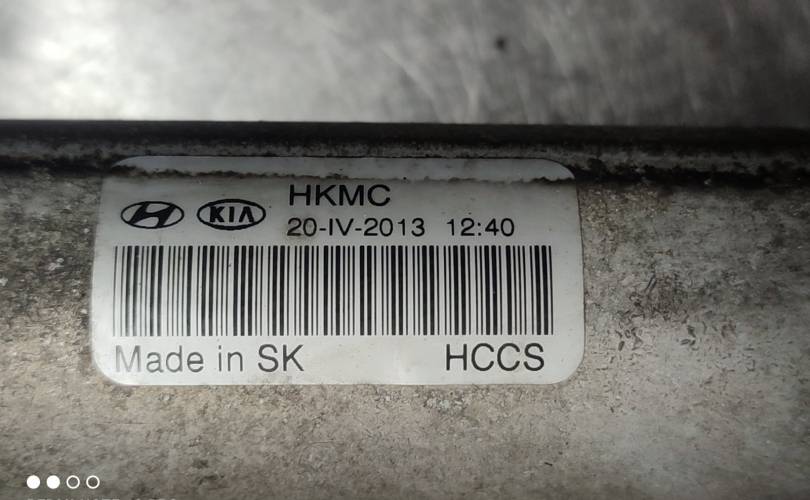 HKMC
KIA
20-IV-2013 12:40
Made in SK HCCS